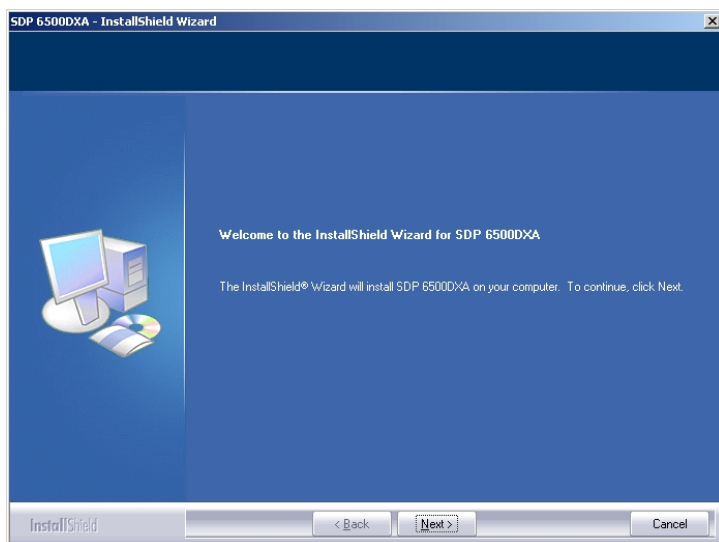 SDP 6500DXA - InstallShield Wizard
Welcome to the InstallShield Wizard for SDP 6500DXA
The InstallShield® Wizard will install SDP 6500DXA on your computer. To continue, click Next.
InstallShield
< Back
Next >
Cancel